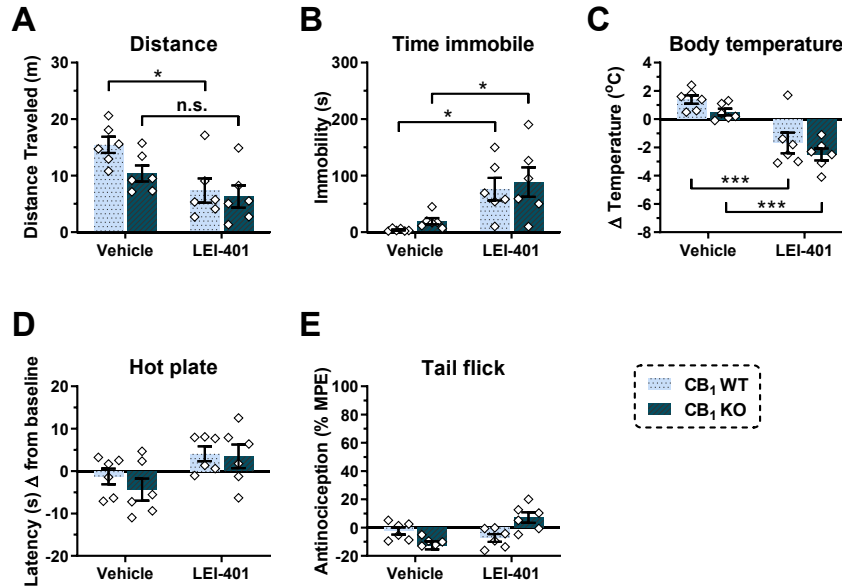 A
Distance
Distance Traveled (m)
30
20
10
0
*
n.s.
Vehicle
LEI-401
B
Time immobile
Immobility (s)
300
200
100
0
*
*
Vehicle
LEI-401
C
Body temperature
Δ Temperature (°C)
4
2
0
-2
-4
-6
-8
***
***
Vehicle
LEI-401
D
Hot plate
Latency (s) Δ from baseline
20
10
0
-10
-20
Vehicle
LEI-401
E
Tail flick
Antinociception (% MPE)
100
80
60
40
20
0
-20
Vehicle
LEI-401
CB₁ WT
CB₁ KO